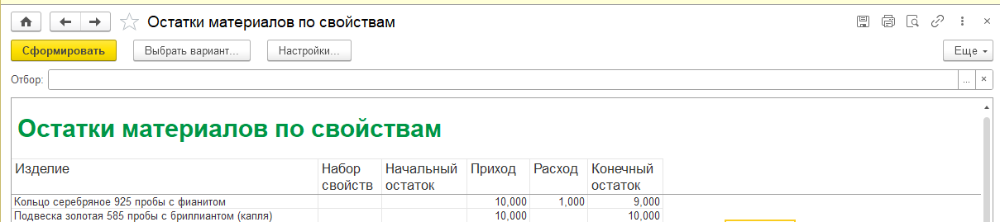 Остатки материалов по свойствам
Сформировать Выбрать вариант... Настройки... Еще
Отбор: ...
Остатки материалов по свойствам
Изделие Набор свойств Начальный остаток Приход Расход Конечный остаток
Кольцо серебряное 925 пробы с фианитом 10,000 1,000 9,000
Подвеска золотая 585 пробы с бриллиантом (капля) 10,000 10,000